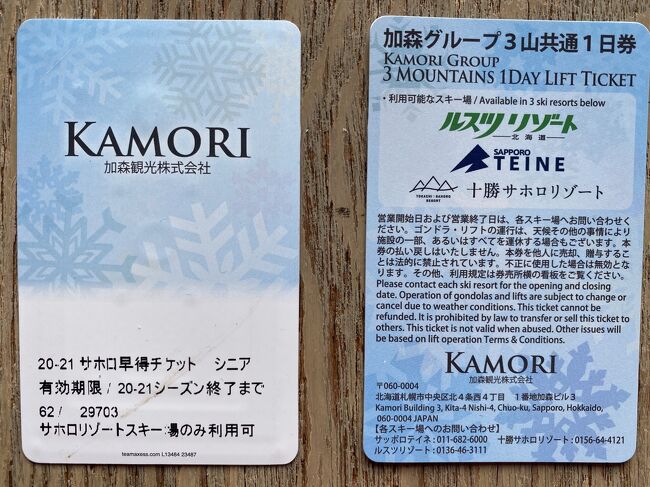 KAMORI
加森観光株式会社
20-21 サホロ早得チケット シニア
有効期限 / 20-21シーズン終了まで
62 / 29703
サホロリゾートスキー場のみ利用可
teamaxess.com L13484 23487
加森グループ3山共通1日券
KAMORI GROUP
3 MOUNTAINS 1DAY LIFT TICKET
・利用可能なスキー場 / Available in 3 ski resorts below
ルスツリゾート
北海道
SAPPORO
TEINE
TOKACHI SAHORO
RESORT
十勝サホロリゾート
営業開始日および営業終了日は、各スキー場へお問い合わせく
ださい。ゴンドラ・リフトの運行は、天候その他の事情により
施設の一部、あるいはすべてを運休する場合もございます。本
券の払い戻しはいたしません。本券を他人に売却、贈与するこ
とは法的に禁止されています。不正に使用した場合は無効とな
ります。その他、利用規定は券売所横の看板をご覧ください。
Please contact each ski resort for the opening and closing
date. Operation of gondolas and lifts are subject to change or
cancel due to weather conditions. This ticket cannot be
refunded. It is prohibited by law to transfer or sell this ticket to
others. This ticket is not valid when abused. Other issues will
be based on lift operation Terms & Conditions.
KAMORI
加森観光株式会社
〒060-0004
北海道札幌市中央区北4条西4丁目 1番地加森ビル3
Kamori Building 3, Kita-4 Nishi-4, Chuo-ku, Sapporo, Hokkaido,
060-0004 JAPAN
【各スキー場へのお問い合わせ】
サッポロテイネ : 011-682-6000 十勝サホロリゾート : 0156-64-4121
ルスツリゾート : 0136-46-3111